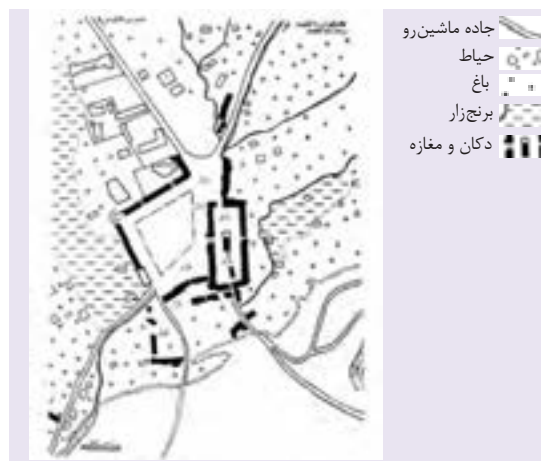 جاده ماشین‌رو
حیاط
باغ
برنج‌زار
دکان و مغازه